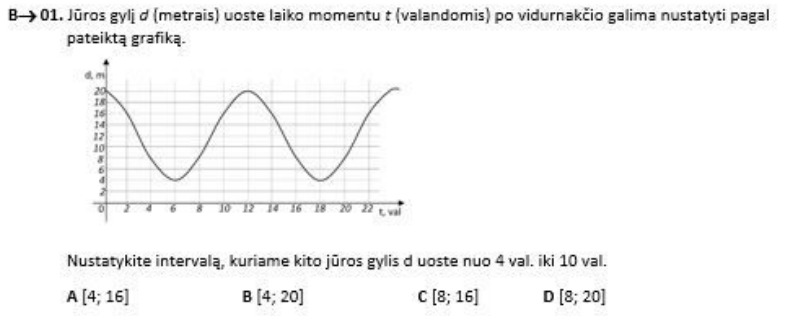 B→ 01. Jūros gylį d (metrais) uoste laiko momentu t (valandomis) po vidurnakčio galima nustatyti pagal
pateiktą grafiką.
d, m
20
18
16
14
12
10
8
6
4
2
0 2 4 6 8 10 12 14 16 18 20 22 t, val
Nustatykite intervalą, kuriame kito jūros gylis d uoste nuo 4 val. iki 10 val.
A [4; 16] B [4; 20] C [8; 16] D [8; 20]